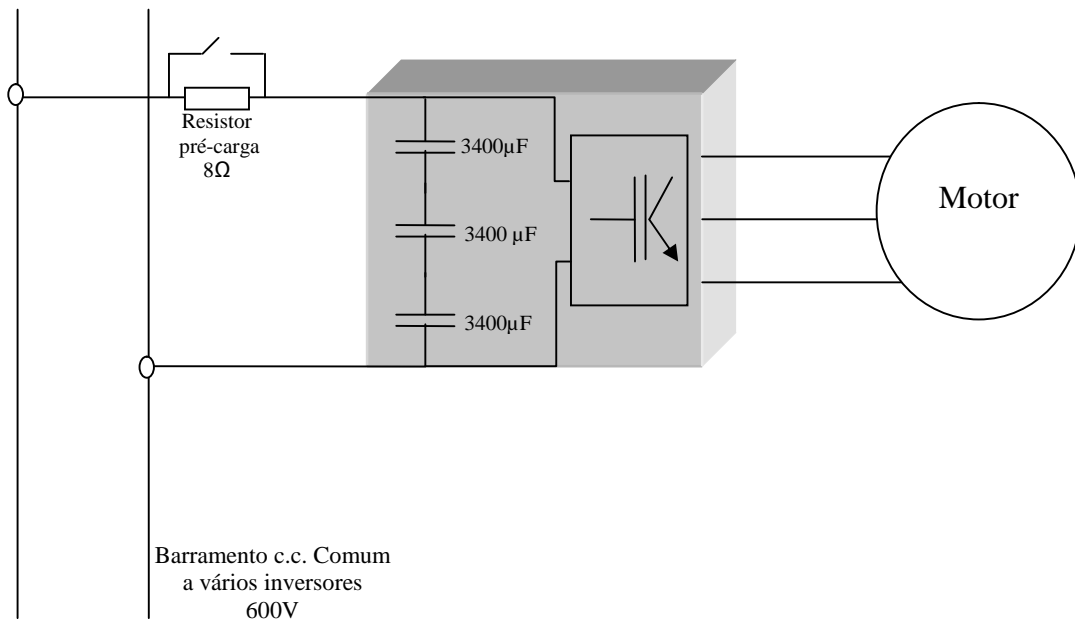 Resistor
pré-carga
8Ω
3400µF
3400 µF
3400µF
Motor
Barramento c.c. Comum
a vários inversores
600V